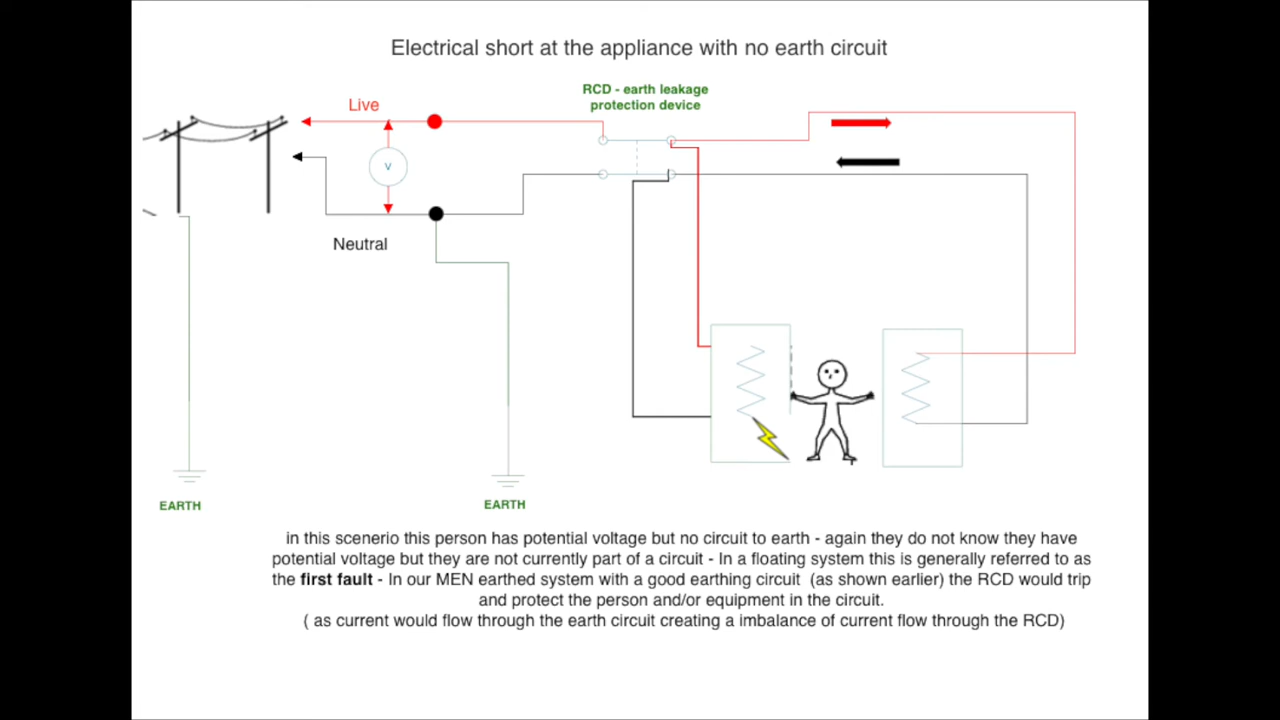 Electrical short at the appliance with no earth circuit
RCD - earth leakage
protection device
Live
V
Neutral
EARTH
EARTH
in this scenerio this person has potential voltage but no circuit to earth - again they do not know they have
potential voltage but they are not currently part of a circuit - In a floating system this is generally referred to as
the first fault - In our MEN earthed system with a good earthing circuit (as shown earlier) the RCD would trip
and protect the person and/or equipment in the circuit.
( as current would flow through the earth circuit creating a imbalance of current flow through the RCD)